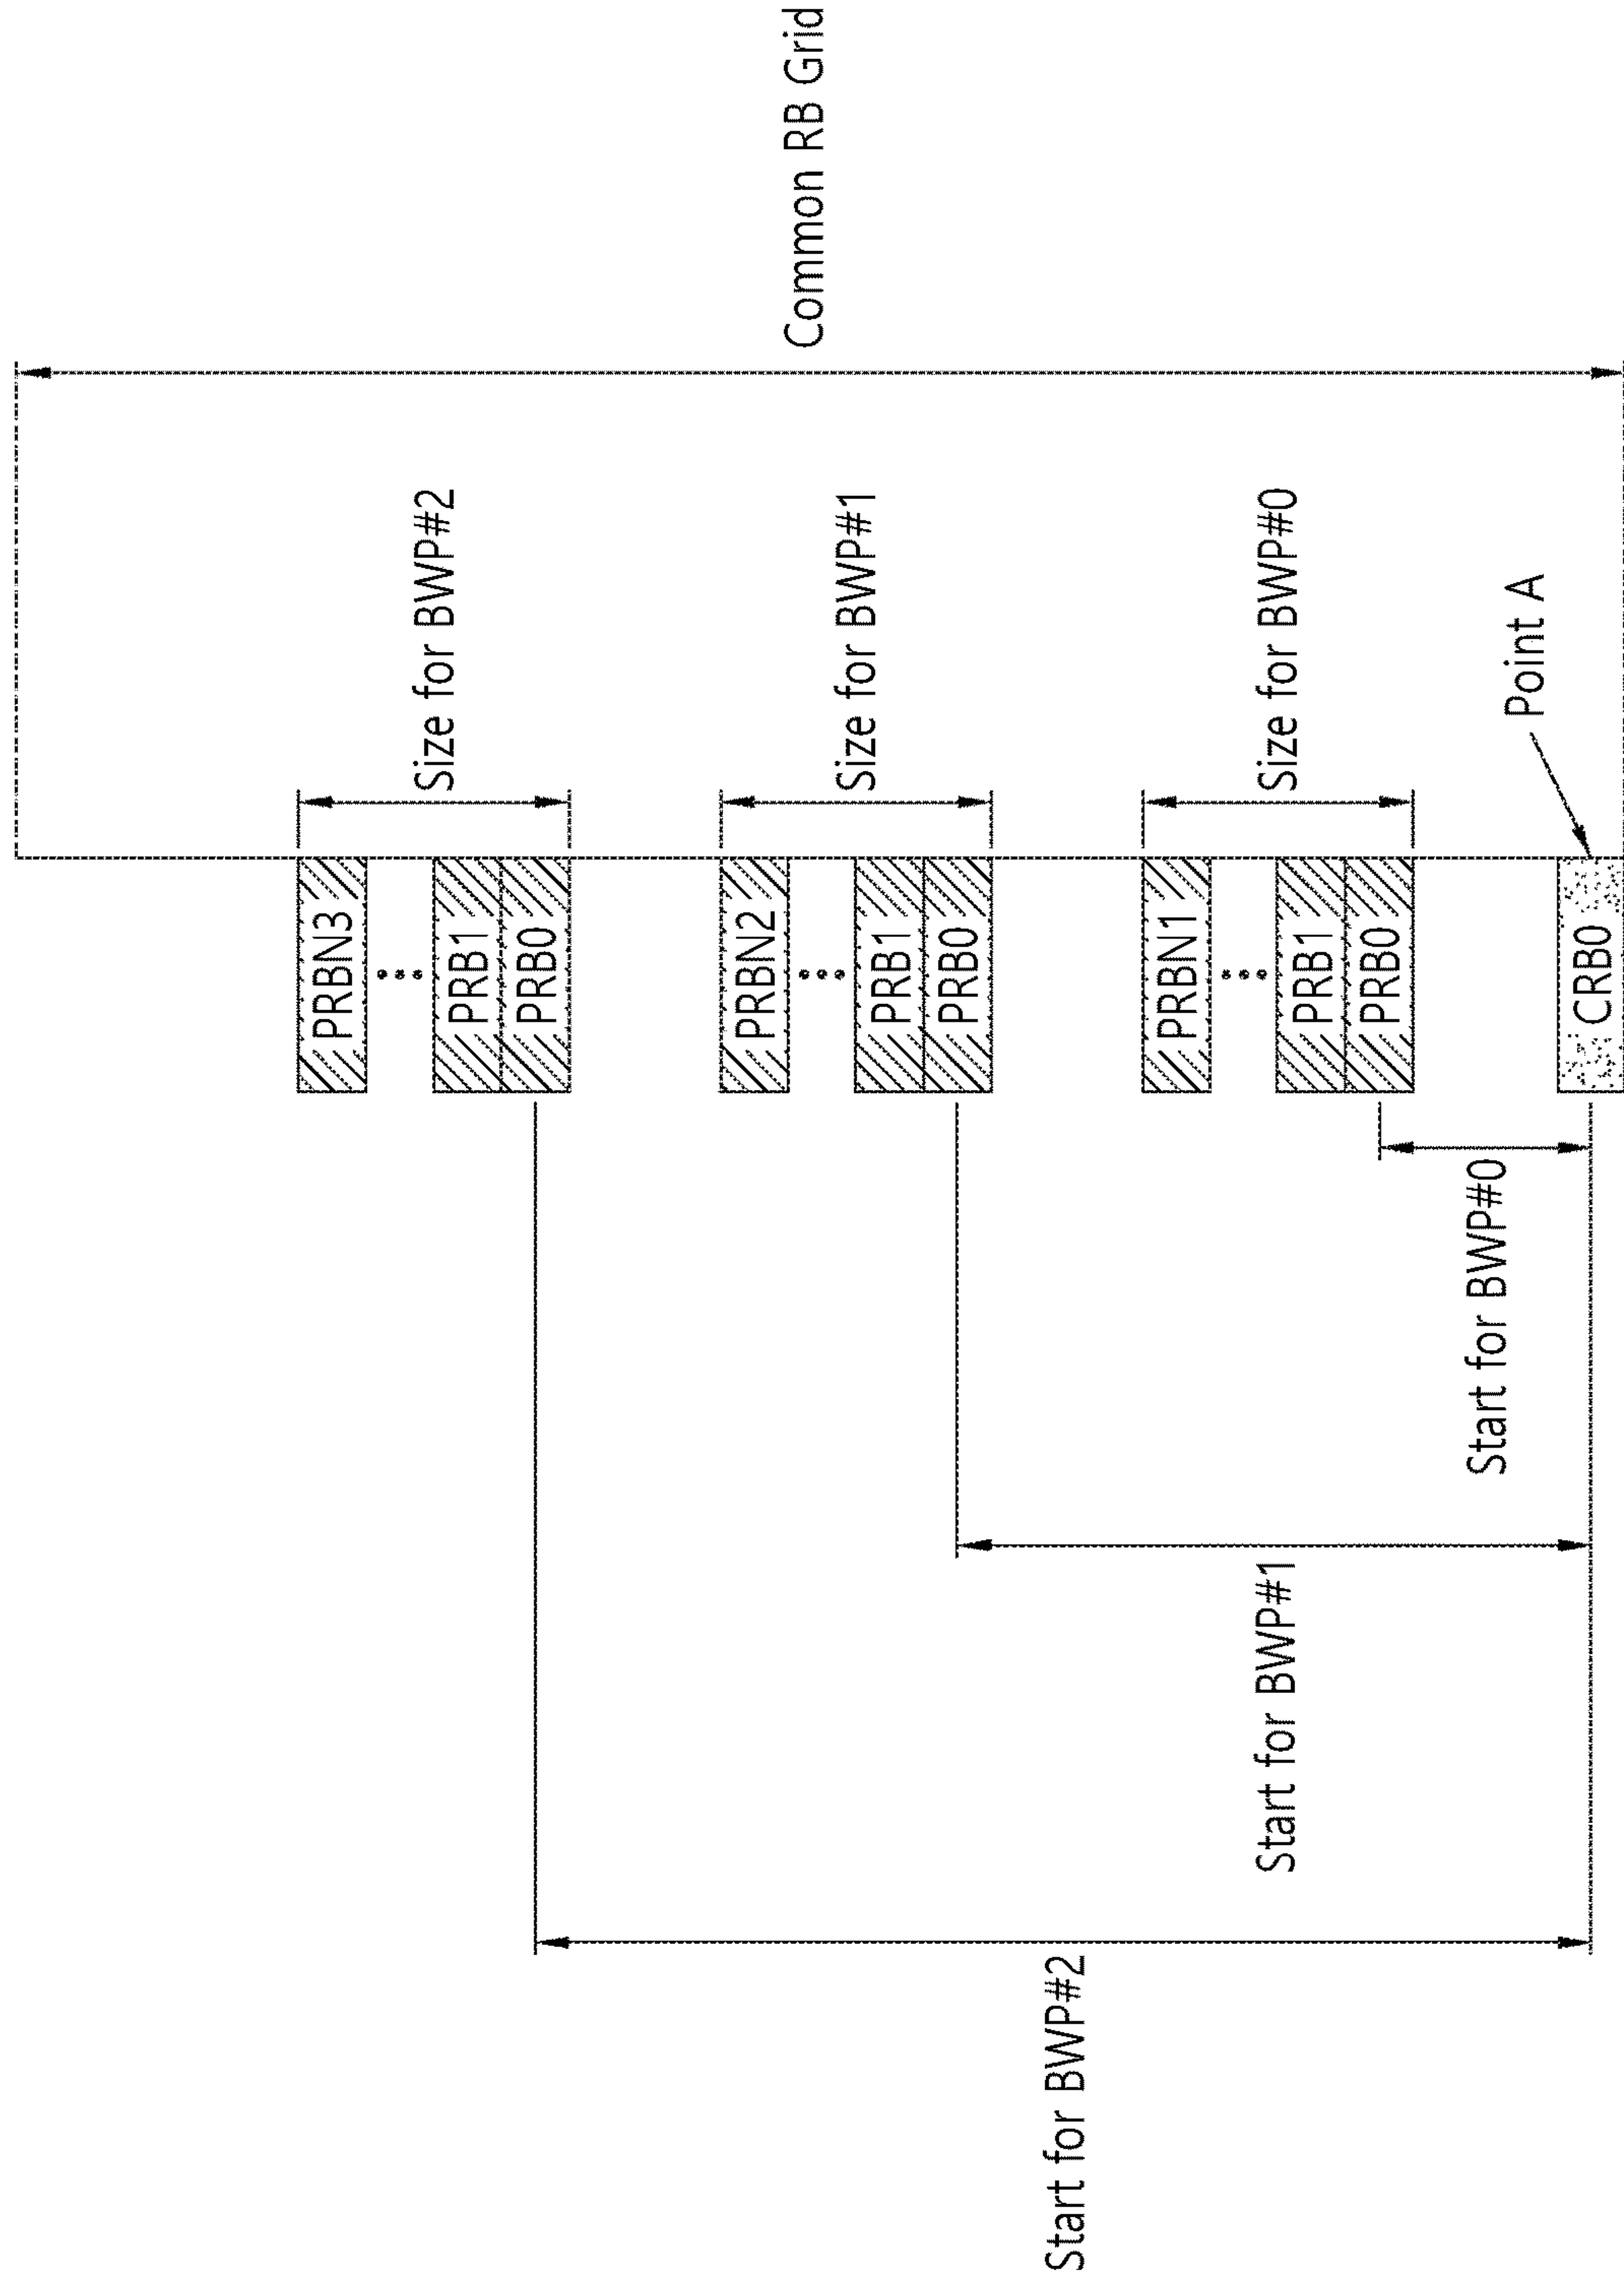 Common RB Grid
Size for BWP#2
Size for BWP#1
Size for BWP#0
Point A
PRBN3
PRB1
PRB0
PRBN2
PRB1
PRB0
PRBN1
PRB1
PRB0
CRB0
Start for BWP#0
Start for BWP#1
Start for BWP#2